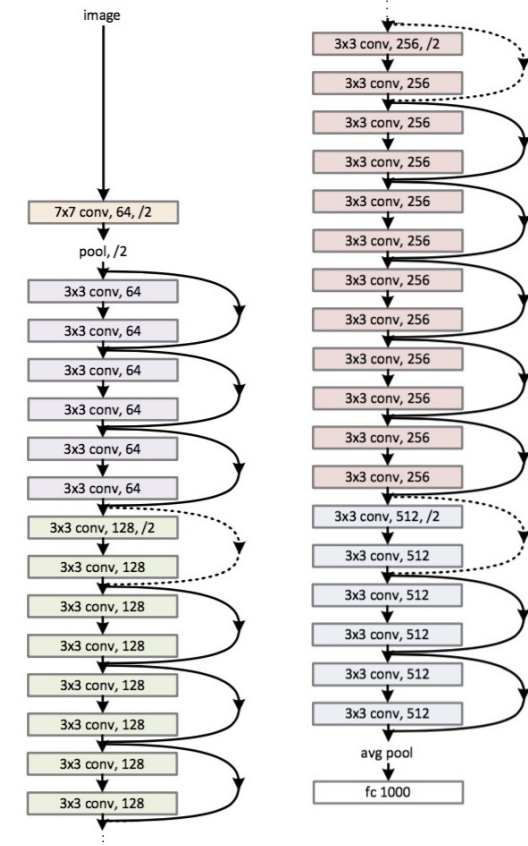 image
7x7 conv, 64, /2
pool, /2
3x3 conv, 64
3x3 conv, 64
3x3 conv, 64
3x3 conv, 64
3x3 conv, 64
3x3 conv, 64
3x3 conv, 128, /2
3x3 conv, 128
3x3 conv, 128
3x3 conv, 128
3x3 conv, 128
3x3 conv, 128
3x3 conv, 128
3x3 conv, 128
3x3 conv, 256, /2
3x3 conv, 256
3x3 conv, 256
3x3 conv, 256
3x3 conv, 256
3x3 conv, 256
3x3 conv, 256
3x3 conv, 256
3x3 conv, 256
3x3 conv, 256
3x3 conv, 256
3x3 conv, 256
3x3 conv, 512, /2
3x3 conv, 512
3x3 conv, 512
3x3 conv, 512
3x3 conv, 512
3x3 conv, 512
avg pool
fc 1000